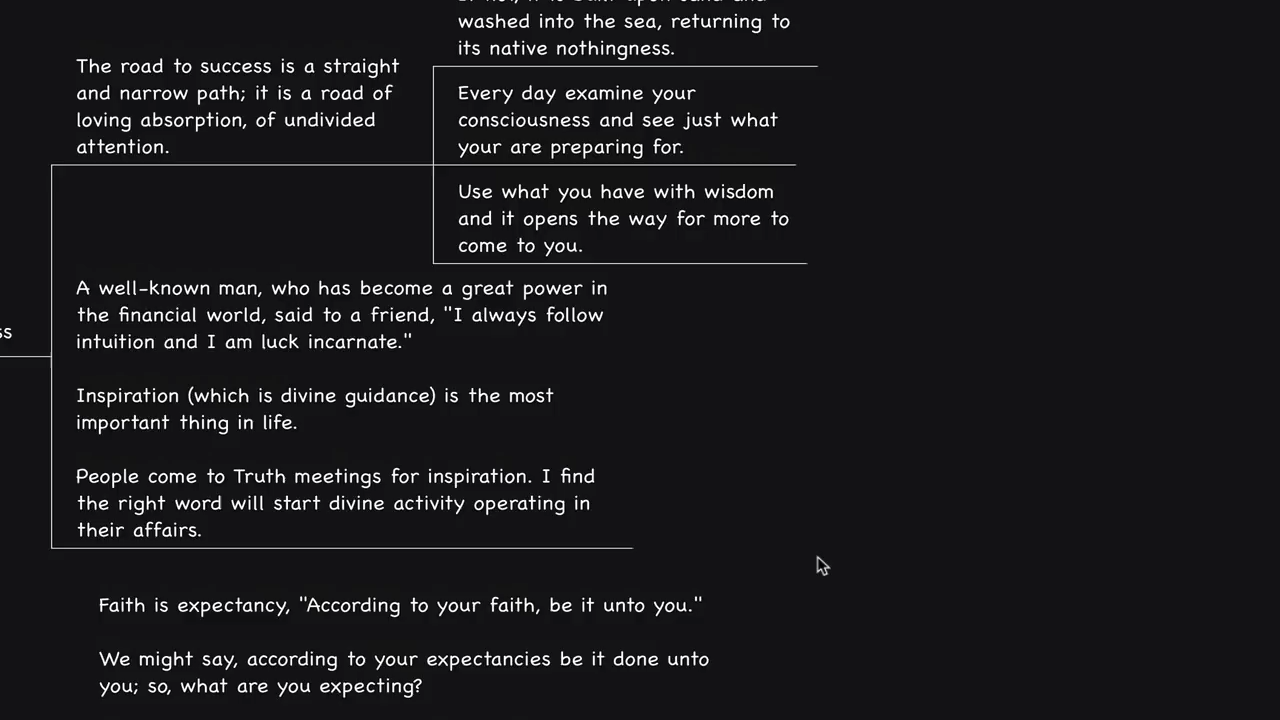 washed into the sea, returning to
its native nothingness.
The road to success is a straight
and narrow path; it is a road of
loving absorption, of undivided
attention.
Every day examine your
consciousness and see just what
your are preparing for.
Use what you have with wisdom
and it opens the way for more to
come to you.
A well-known man, who has become a great power in
the financial world, said to a friend, "I always follow
intuition and I am luck incarnate."
Inspiration (which is divine guidance) is the most
important thing in life.
People come to Truth meetings for inspiration. I find
the right word will start divine activity operating in
their affairs.
Faith is expectancy, "According to your faith, be it unto you."
We might say, according to your expectancies be it done unto
you; so, what are you expecting?